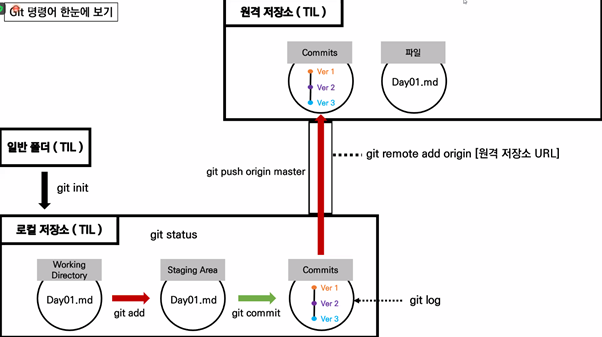 Git 명령어 한눈에 보기
원격 저장소 ( TIL )
Commits
Ver 1
Ver 2
Ver 3
파일
Day01.md
일반 폴더 ( TIL )
git init
git push origin master
git remote add origin [원격 저장소 URL]
로컬 저장소 ( TIL )
git status
Working
Directory
Day01.md
git add
Staging Area
Day01.md
git commit
Commits
Ver 1
Ver 2
Ver 3
git log